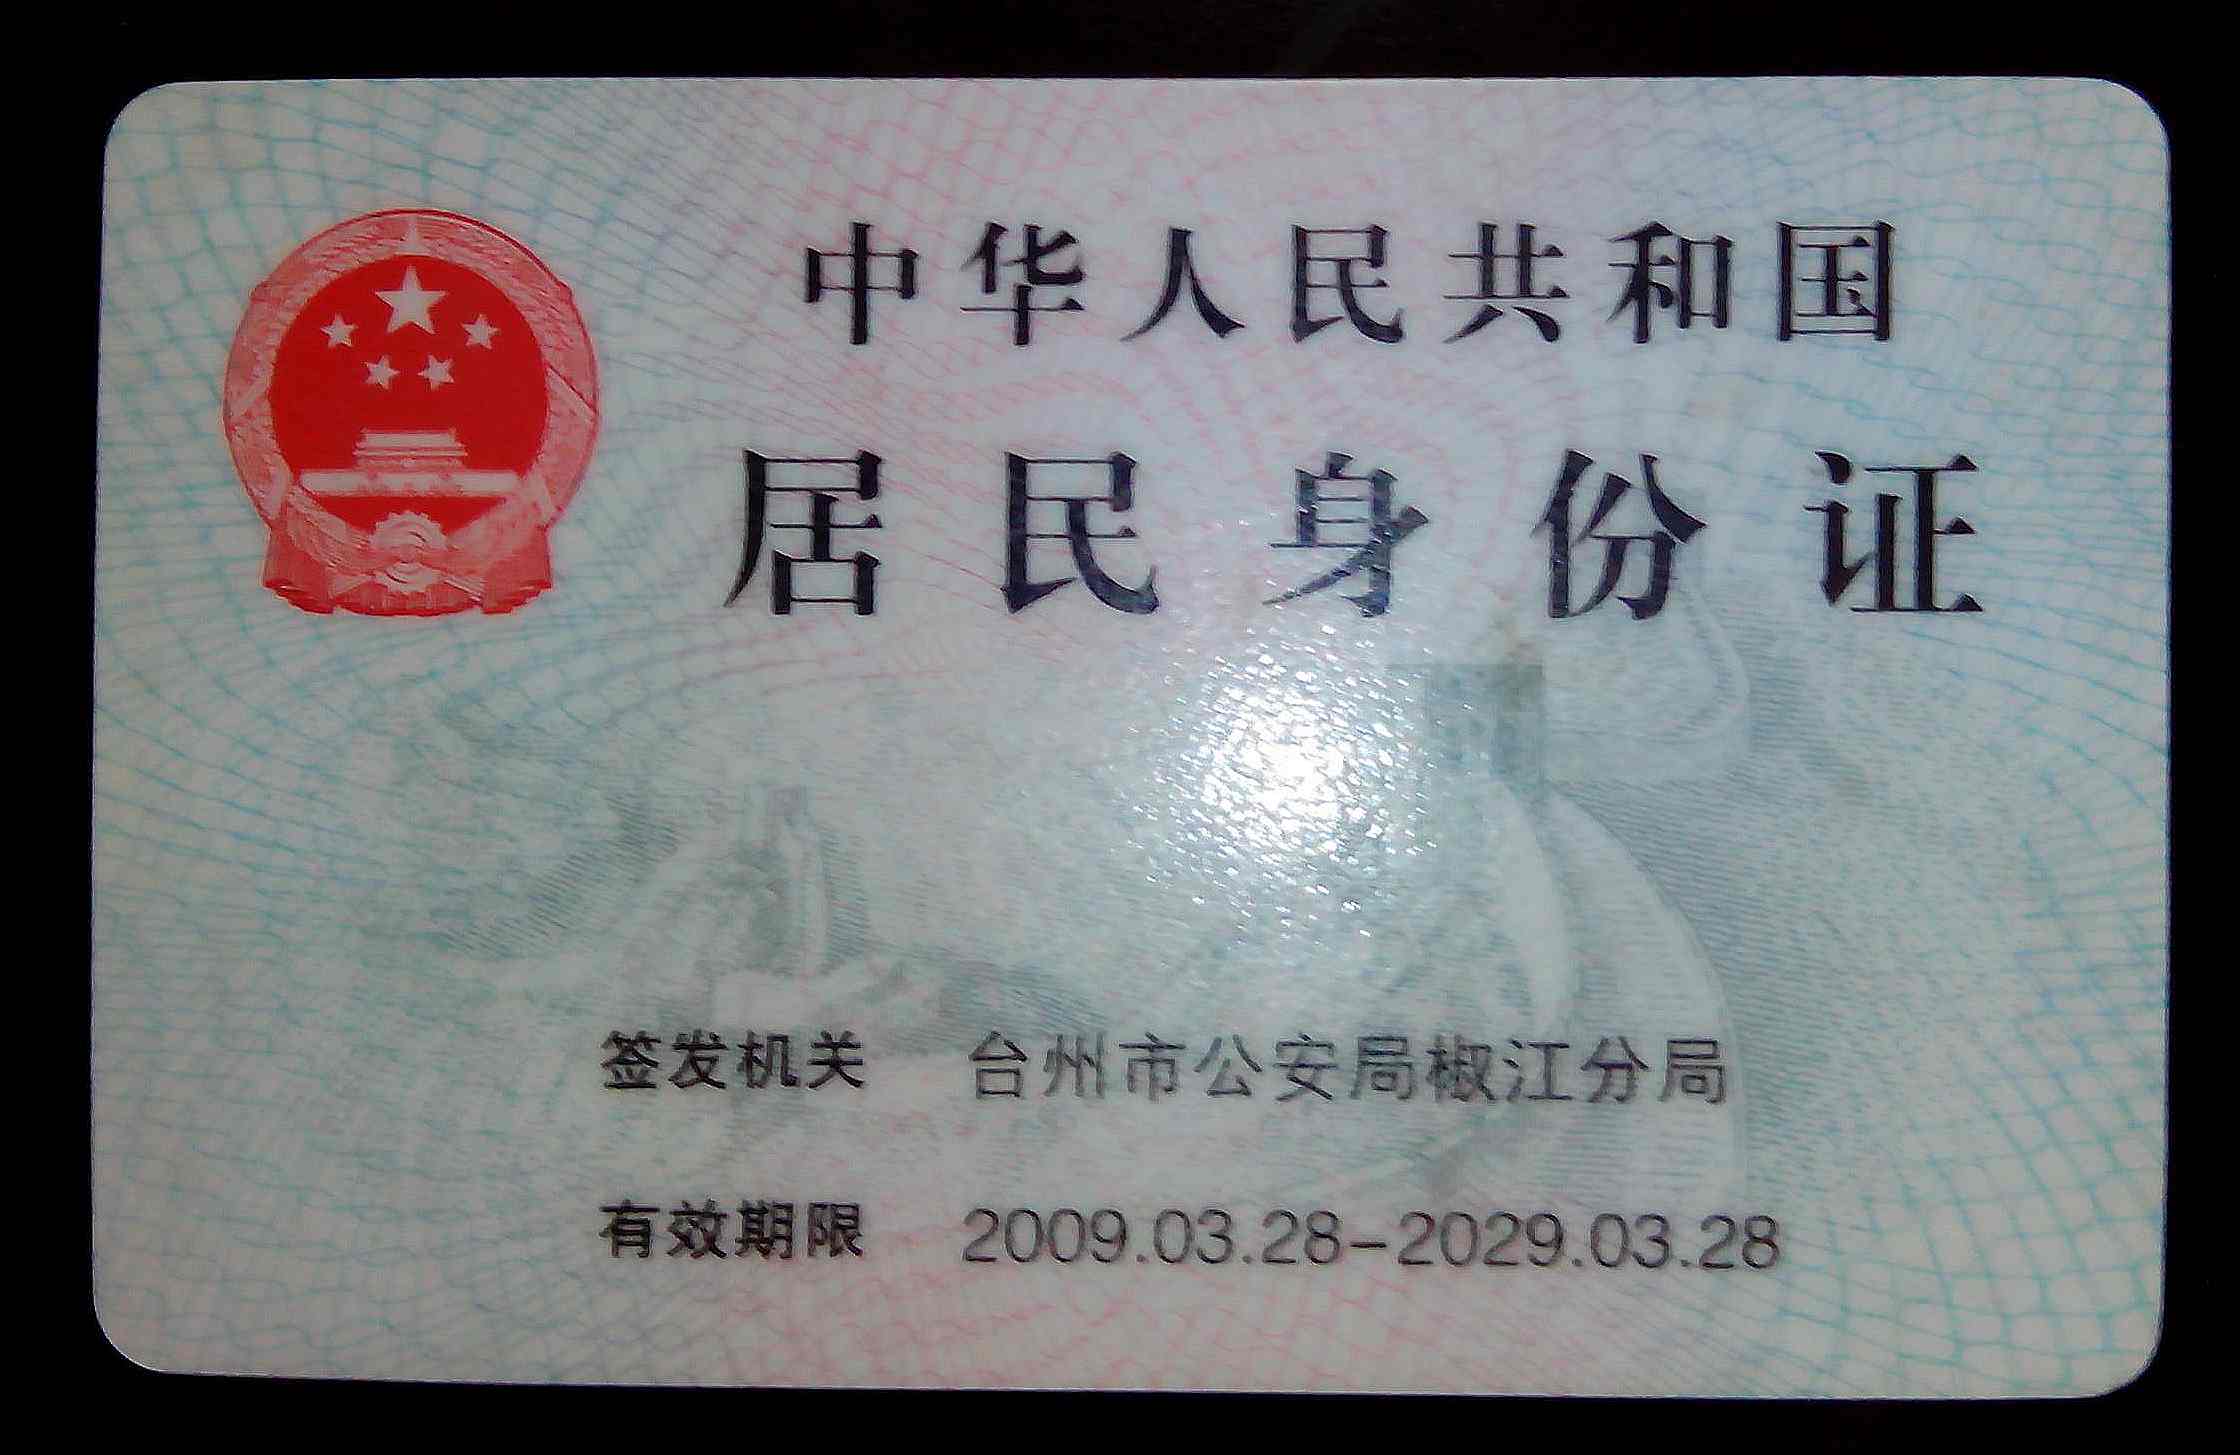 中华人民共和国
居民身份证
签发机关 台州市公安局椒江分局
有效期限 2009.03.28-2029.03.28